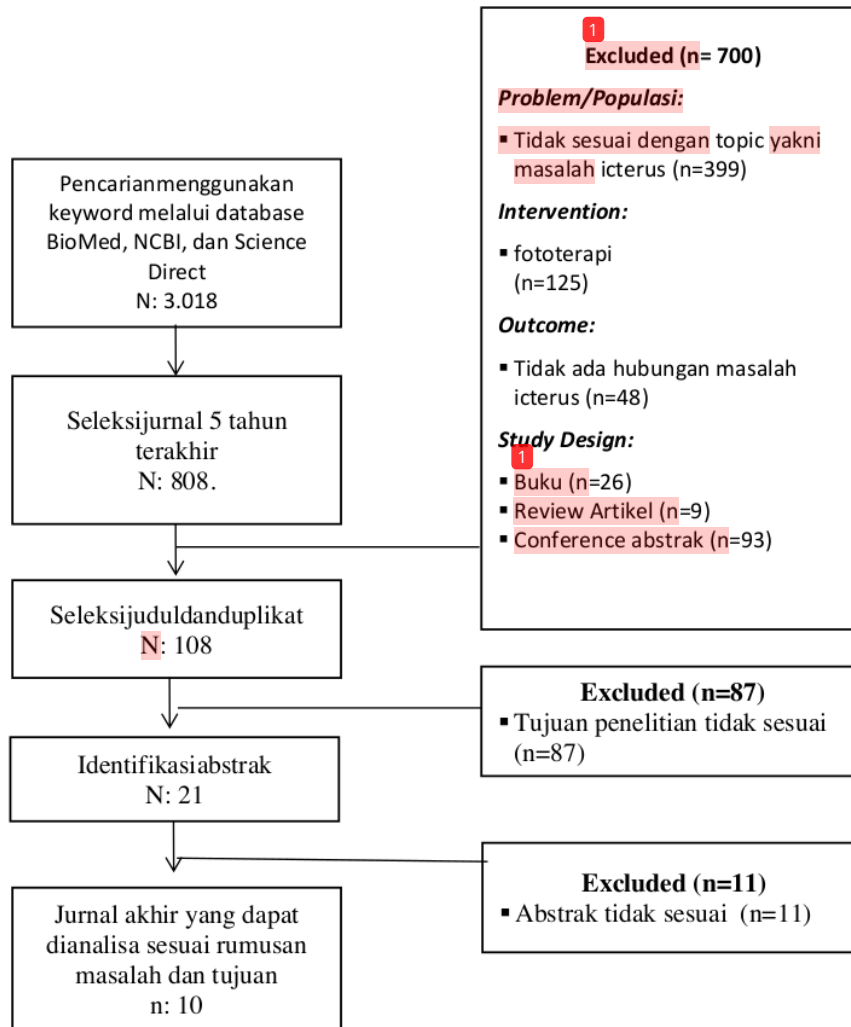 Pencarianmenggunakan
keyword melalui database
BioMed, NCBI, dan Science
Direct
N: 3.018
Seleksijurnal 5 tahun
terakhir
N: 808.
1
Excluded (n= 700)
Problem/Populasi:
▪ Tidak sesuai dengan topic yakni
masalah icterus (n=399)
Intervention:
▪ fototerapi
(n=125)
Outcome:
▪ Tidak ada hubungan masalah
icterus (n=48)
Study Design:
1
▪ Buku (n=26)
▪ Review Artikel (n=9)
▪ Conference abstrak (n=93)
Seleksijuduldanduplikat
N: 108
Excluded (n=87)
▪ Tujuan penelitian tidak sesuai
(n=87)
Identifikasiabstrak
N: 21
Excluded (n=11)
▪ Abstrak tidak sesuai (n=11)
Jurnal akhir yang dapat
dianalisa sesuai rumusan
masalah dan tujuan
n: 10